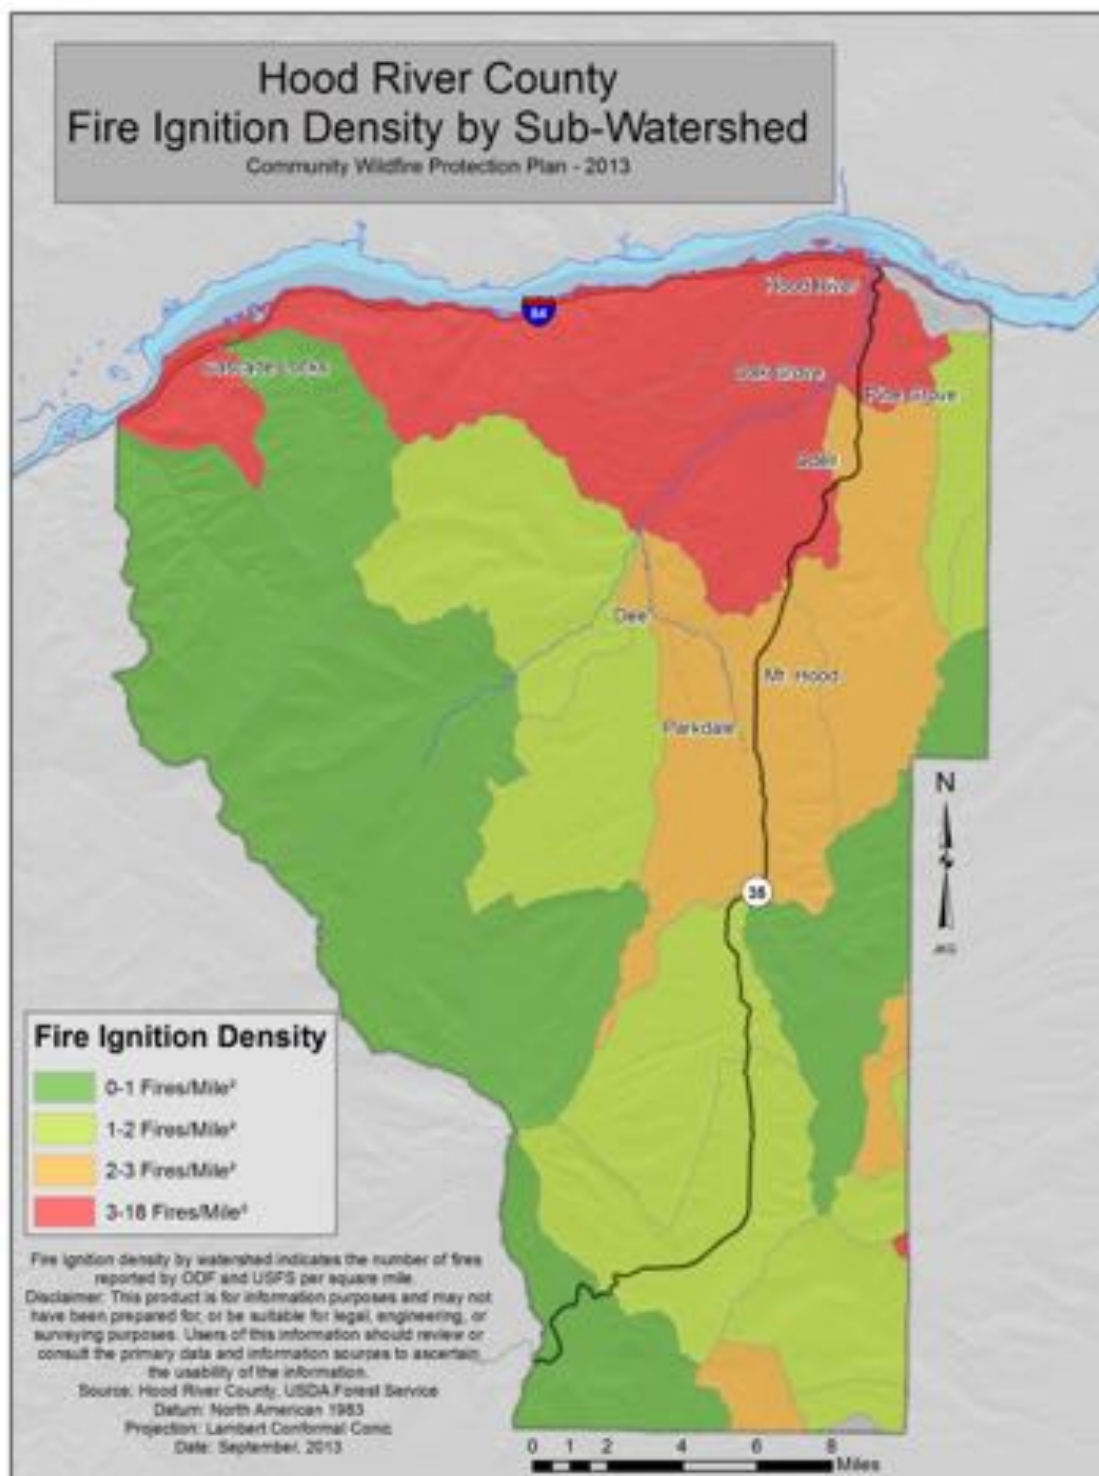 Hood River County
Fire Ignition Density by Sub-Watershed
Community Wildfire Protection Plan - 2013
Hood River
84
Cascade Locks
Oak Grove
Pine Grove
Odell
Dee
Mt. Hood
Parkdale
N
35
Fire Ignition Density
0-1 Fires/Mile²
1-2 Fires/Mile²
2-3 Fires/Mile²
3-18 Fires/Mile²
Fire ignition density by watershed indicates the number of fires
reported by ODF and USFS per square mile.
Disclaimer: This product is for information purposes and may not
have been prepared for, or be suitable for legal, engineering, or
surveying purposes. Users of this information should review or
consult the primary data and information sources to ascertain
the usability of the information.
Source: Hood River County, USDA Forest Service
Datum: North American 1983
Projection: Lambert Conformal Conic
Date: September, 2013
0 1 2 4 6 8
Miles